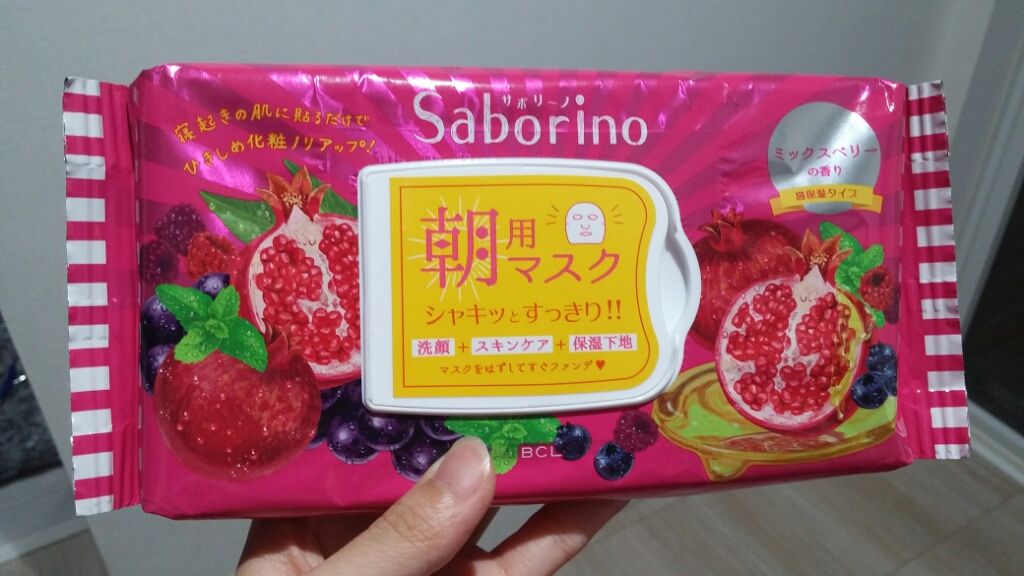 サボリーノ
Saborino
寝起きの肌に貼るだけで
ひきしめ化粧ノリアップ!
ミックスベリー
の香り
高保湿タイプ
朝用
マスク
シャキッとすっきり!!
洗顔 + スキンケア + 保湿下地
マスクをはずしてすぐファンデ♥
BCL